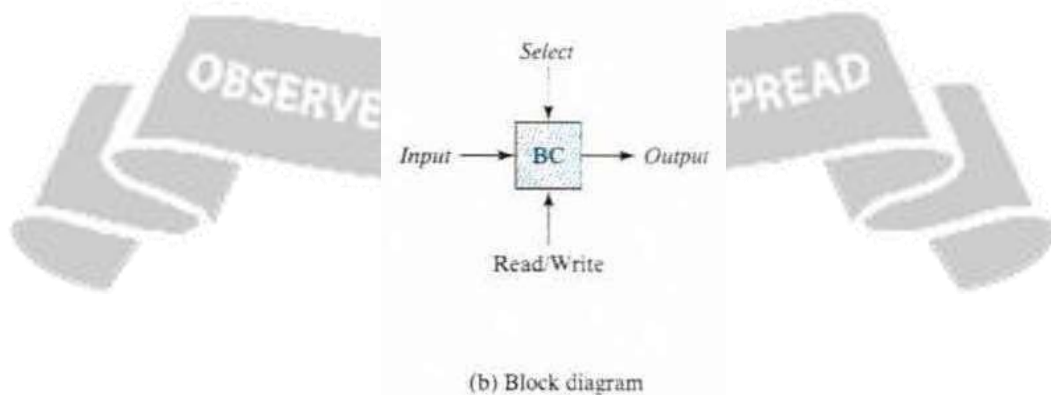 Select
OBSERVE PREAD
Input BC Output
Read/Write
(b) Block diagram